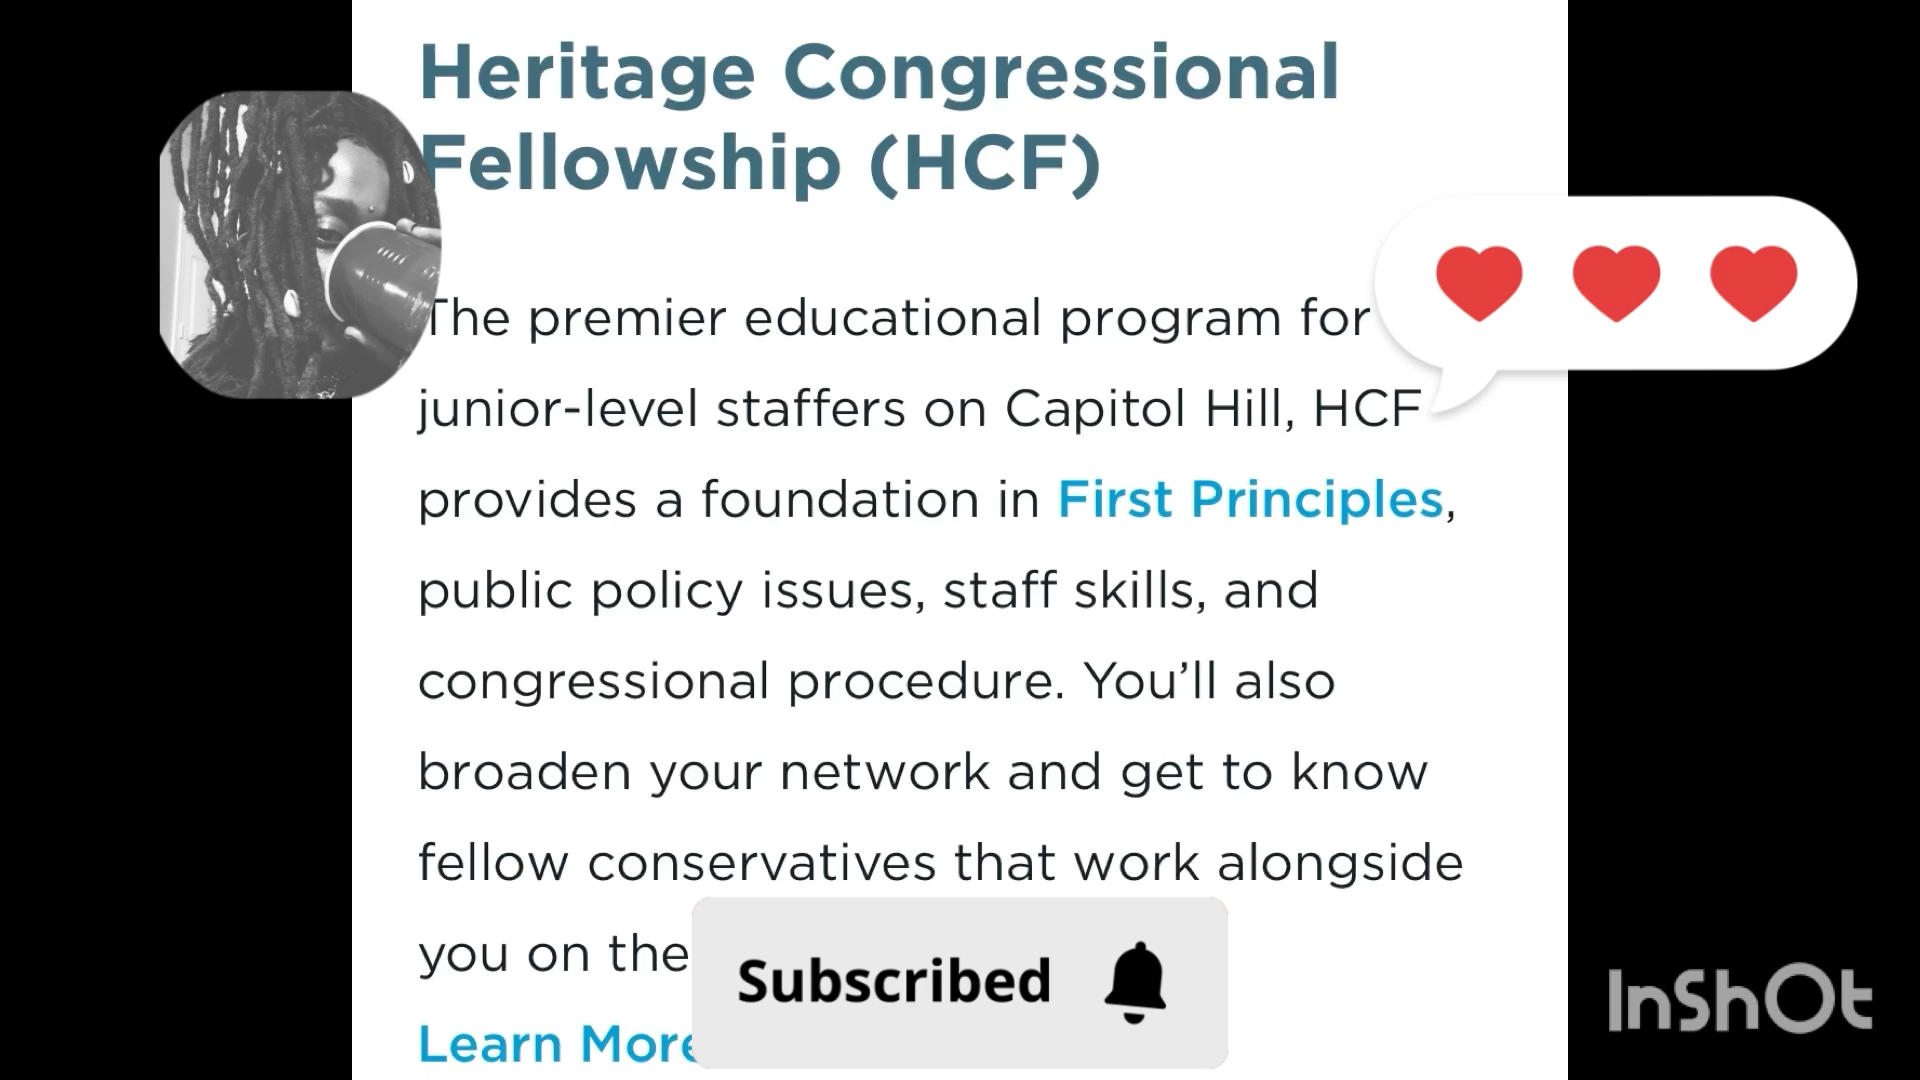 Heritage Congressional
Fellowship (HCF)
The premier educational program for
junior-level staffers on Capitol Hill, HCF
provides a foundation in First Principles,
public policy issues, staff skills, and
congressional procedure. You’ll also
broaden your network and get to know
fellow conservatives that work alongside
you on the
Subscribed
Learn More
InShOt